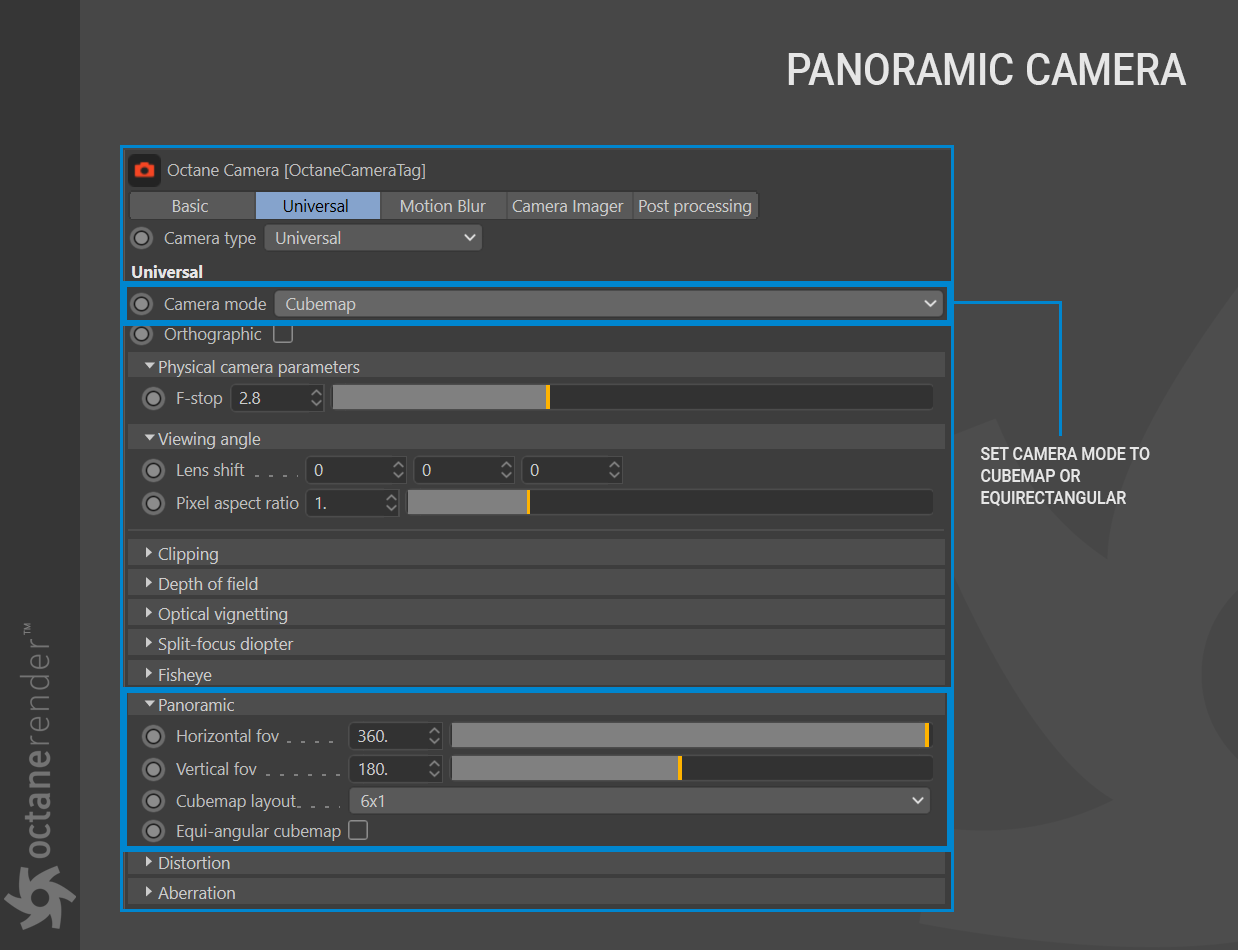 PANORAMIC CAMERA
Octane Camera [OctaneCameraTag]
Basic Universal Motion Blur Camera Imager Post processing
Camera type Universal
Universal
Camera mode Cubemap
Orthographic
Physical camera parameters
F-stop 2.8
Viewing angle
Lens shift . . . . 0 0 0
Pixel aspect ratio 1.
Clipping
Depth of field
Optical vignetting
Split-focus diopter
Fisheye
Panoramic
Horizontal fov . . . . 360.
Vertical fov . . . . . . 180.
Cubemap layout. . . . 6x1
Equi-angular cubemap
Distortion
Aberration
SET CAMERA MODE TO
CUBEMAP OR
EQUIRECTANGULAR
octanerender™